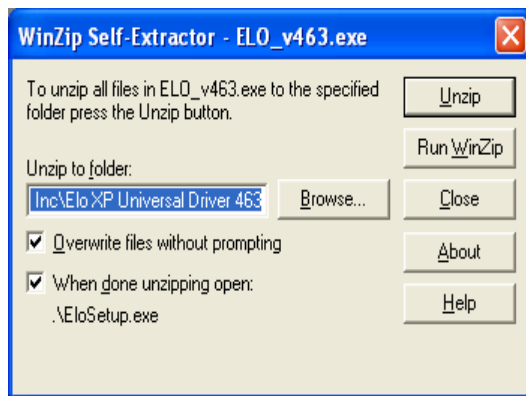 WinZip Self-Extractor - ELO_v463.exe
To unzip all files in ELO_v463.exe to the specified
folder press the Unzip button.
Unzip to folder:
Inc\Elo XP Universal Driver 463
Browse...
Overwrite files without prompting
When done unzipping open:
.\EloSetup.exe
Unzip
Run WinZip
Close
About
Help